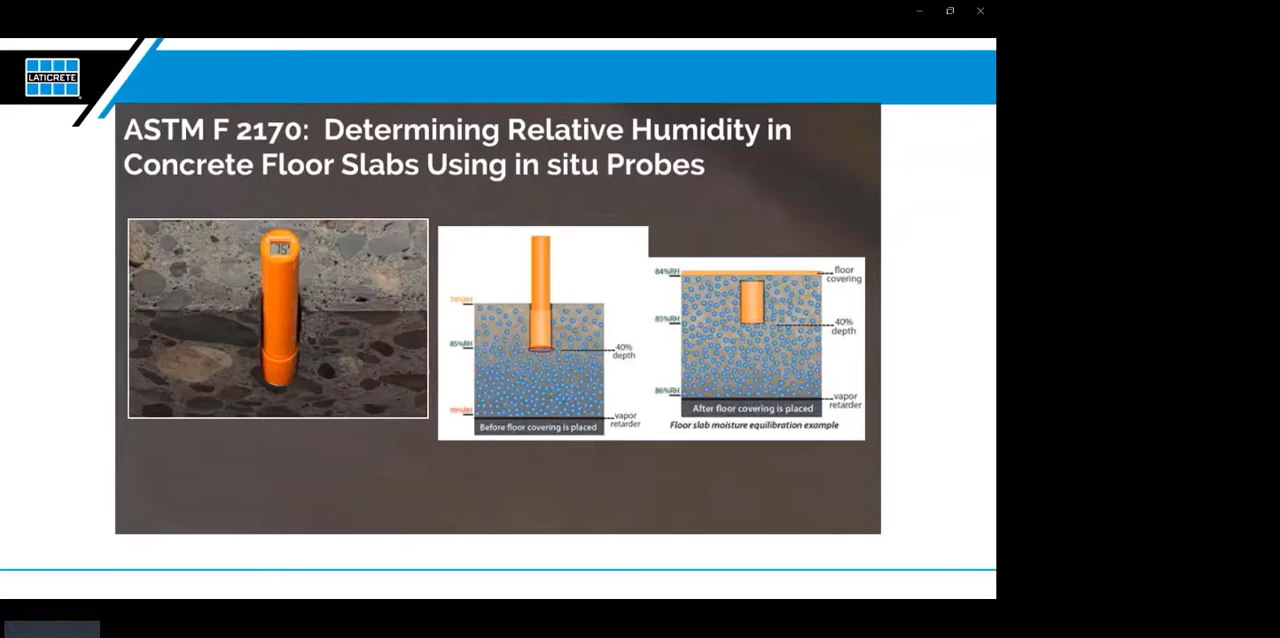 LATICRETE
ASTM F 2170: Determining Relative Humidity in
Concrete Floor Slabs Using in situ Probes
75
74%RH
85%RH
99%RH
40%
depth
vapor
retarder
Before floor covering is placed
84%RH
85%RH
86%RH
floor
covering
40%
depth
vapor
retarder
After floor covering is placed
Floor slab moisture equilibration example